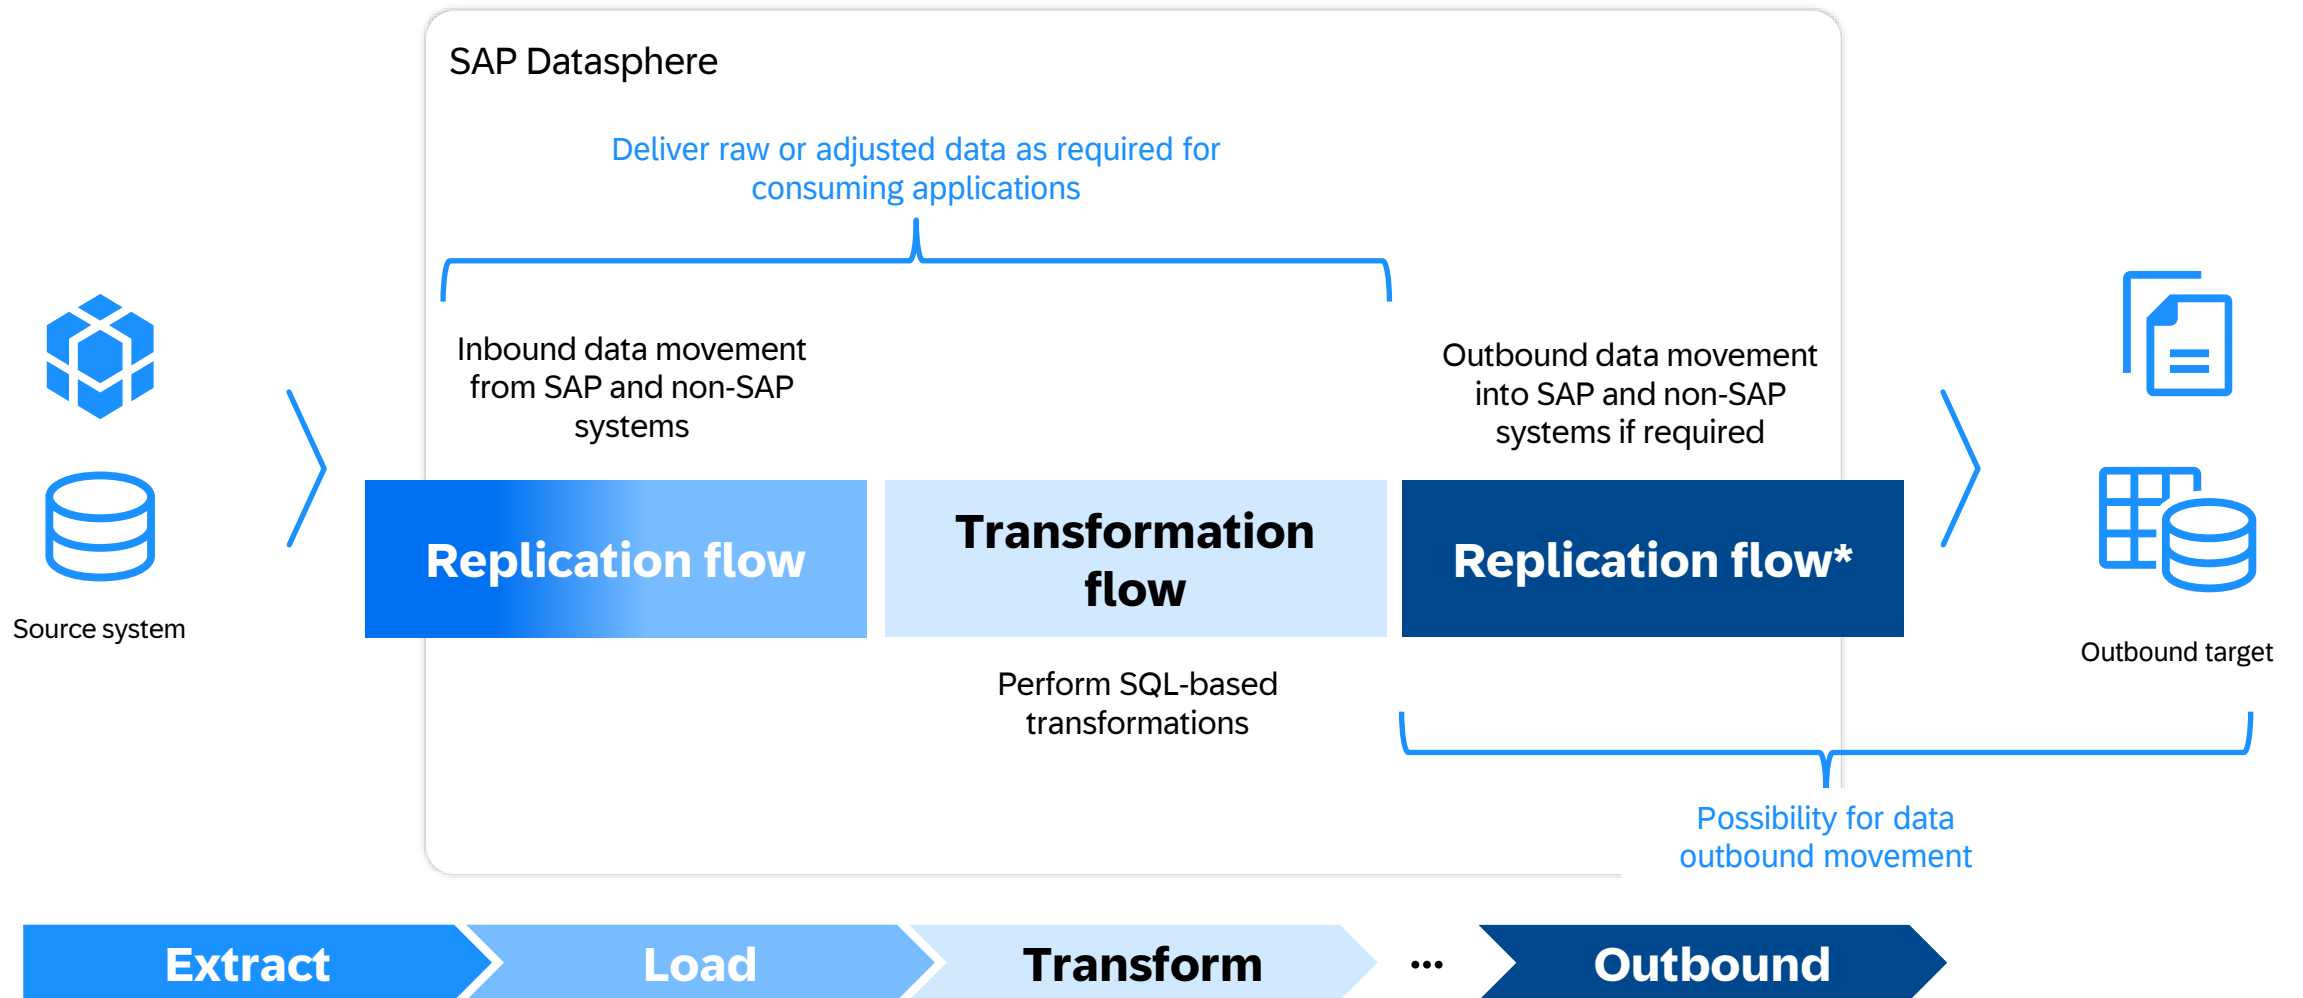 SAP Datasphere
Deliver raw or adjusted data as required for
consuming applications
Inbound data movement
from SAP and non-SAP
systems
Outbound data movement
into SAP and non-SAP
systems if required
Replication flow
Transformation
flow
Replication flow*
Source system
Outbound target
Perform SQL-based
transformations
Possibility for data
outbound movement
Extract
Load
Transform
...
Outbound